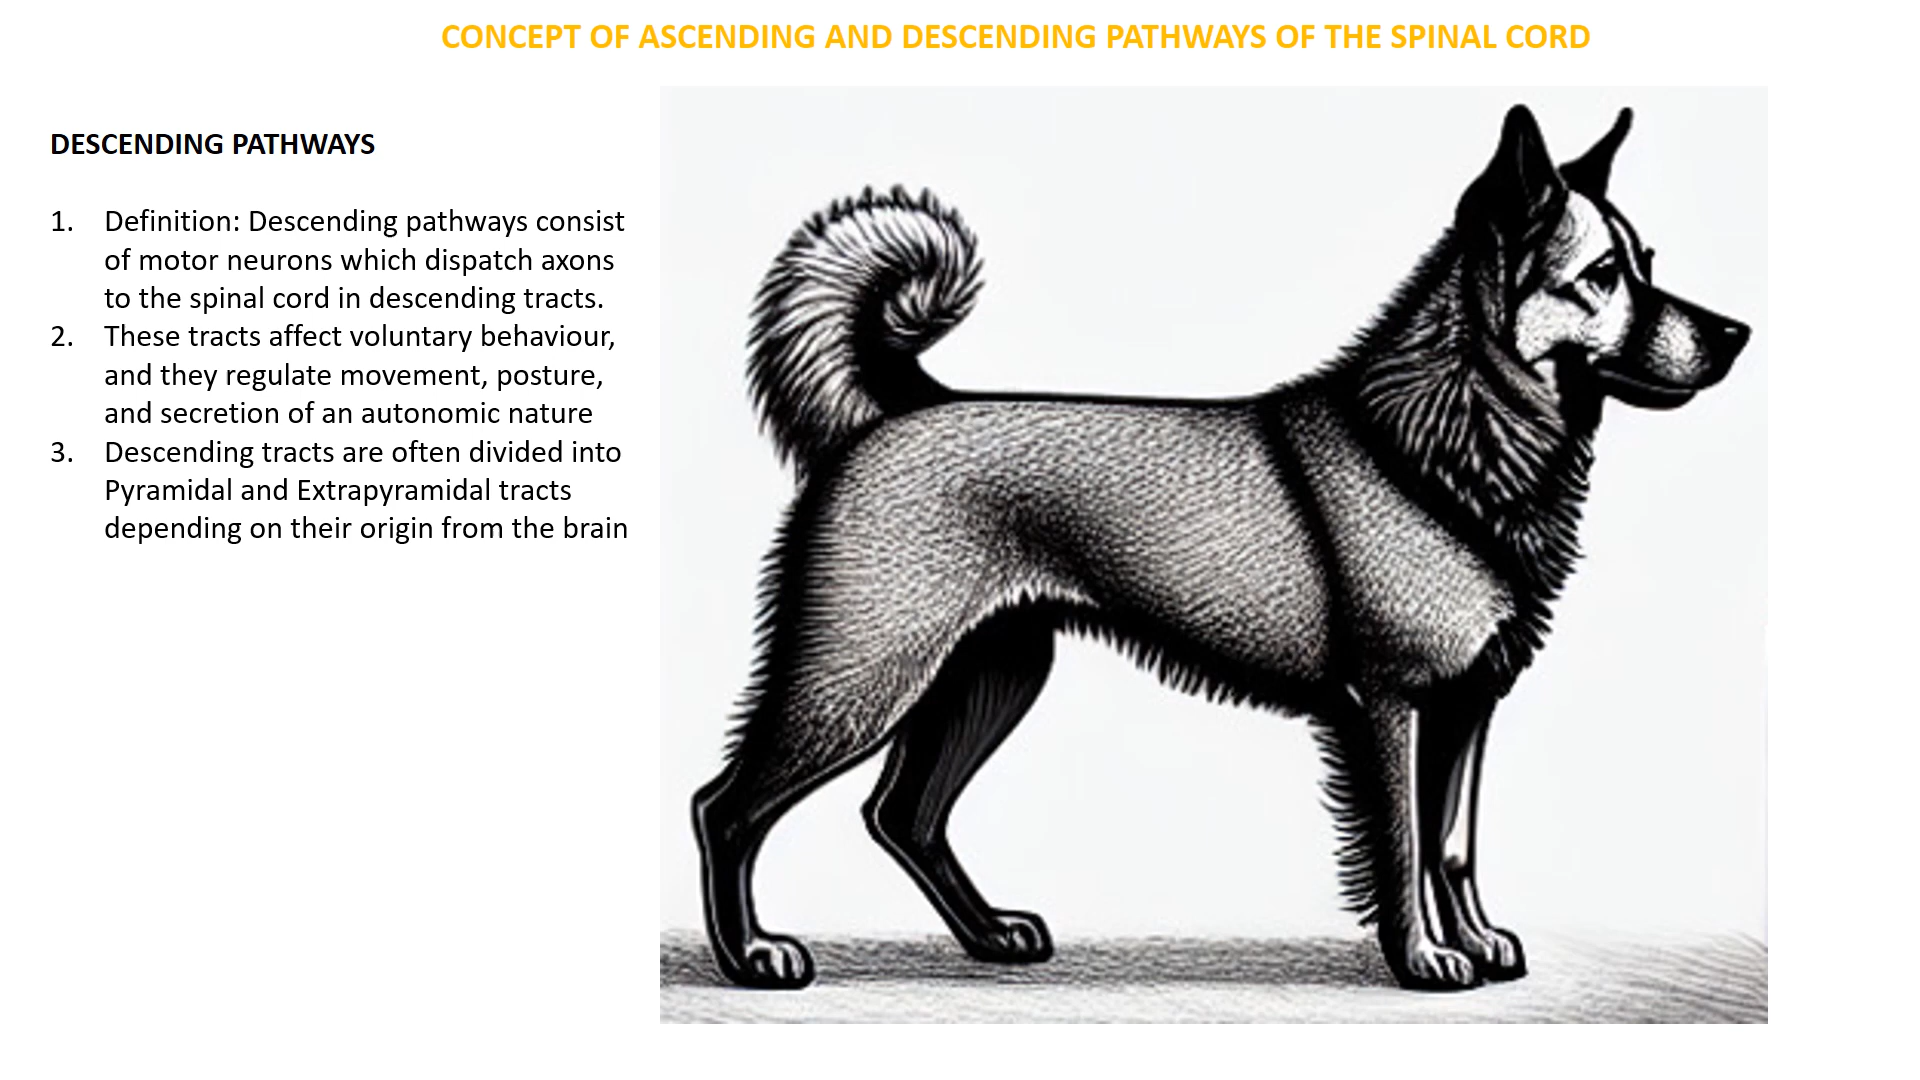 CONCEPT OF ASCENDING AND DESCENDING PATHWAYS OF THE SPINAL CORD
DESCENDING PATHWAYS
1. Definition: Descending pathways consist
of motor neurons which dispatch axons
to the spinal cord in descending tracts.
2. These tracts affect voluntary behaviour,
and they regulate movement, posture,
and secretion of an autonomic nature
3. Descending tracts are often divided into
Pyramidal and Extrapyramidal tracts
depending on their origin from the brain